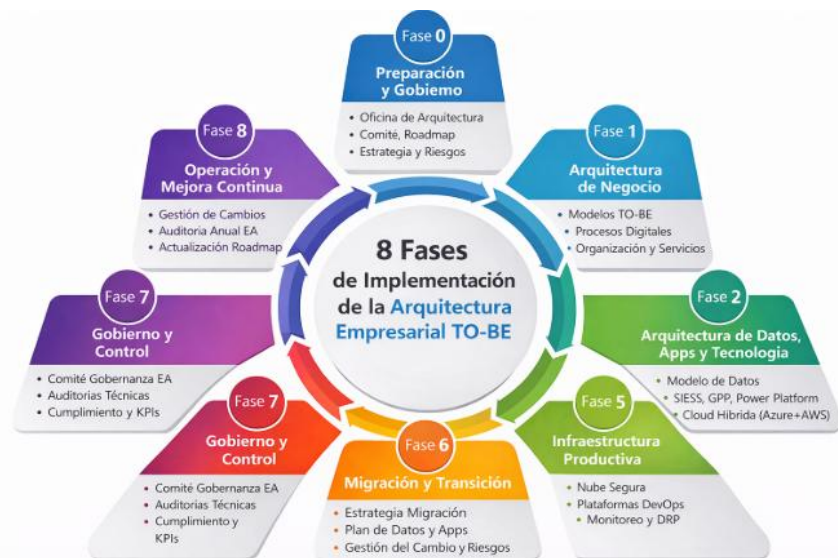 Fase 0
Preparación
y Gobierno
• Oficina de Arquitectura
• Comité, Roadmap
• Estrategia y Riesgos
Fase 1
Arquitectura
de Negocio
• Modelos TO-BE
• Procesos Digitales
• Organización y Servicios
Fase 2
Arquitectura de Datos,
Apps y Tecnologia
• Modelo de Datos
• SIESS, GPP, Power Platform
• Cloud Hibrida (Azure+AWS)
Fase 5
Infraestructura
Productiva
• Nube Segura
• Plataformas DevOps
• Monitoreo y DRP
Fase 6
Migración y Transición
• Estrategia Migración
• Plan de Datos y Apps
• Gestión del Cambio y Riesgos
Fase 7
Gobierno y
Control
• Comité Gobernanza EA
• Auditorias Técnicas
• Cumplimiento y
KPIs
Fase 7
Gobierno y
Control
• Comité Gobernanza EA
• Auditorias Técnicas
• Cumplimiento y KPIs
Fase 8
Operación y
Mejora Continua
• Gestión de Cambios
• Auditoria Anual EA
• Actualización Roadmap
8 Fases
de Implementación
de la Arquitectura
Empresarial TO-BE